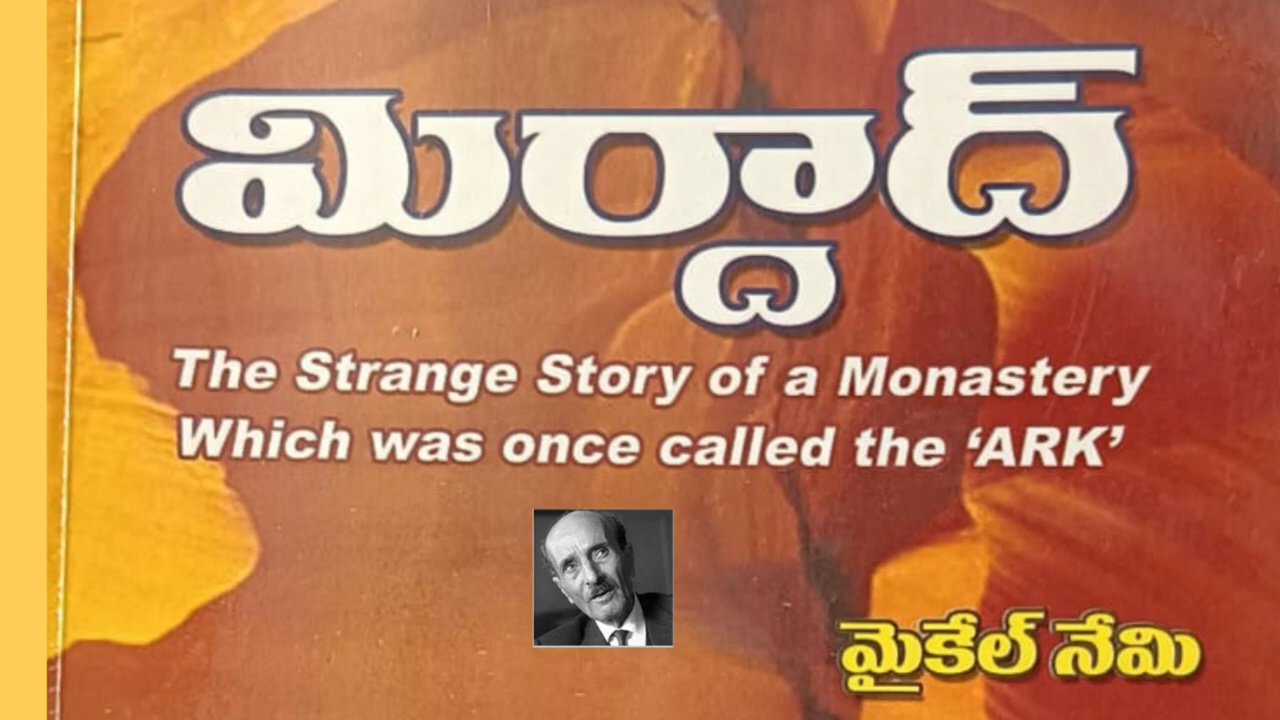 మిర్దాద్
The Strange Story of a Monastery
Which was once called the ‘ARK’
మైకేల్ నేమి